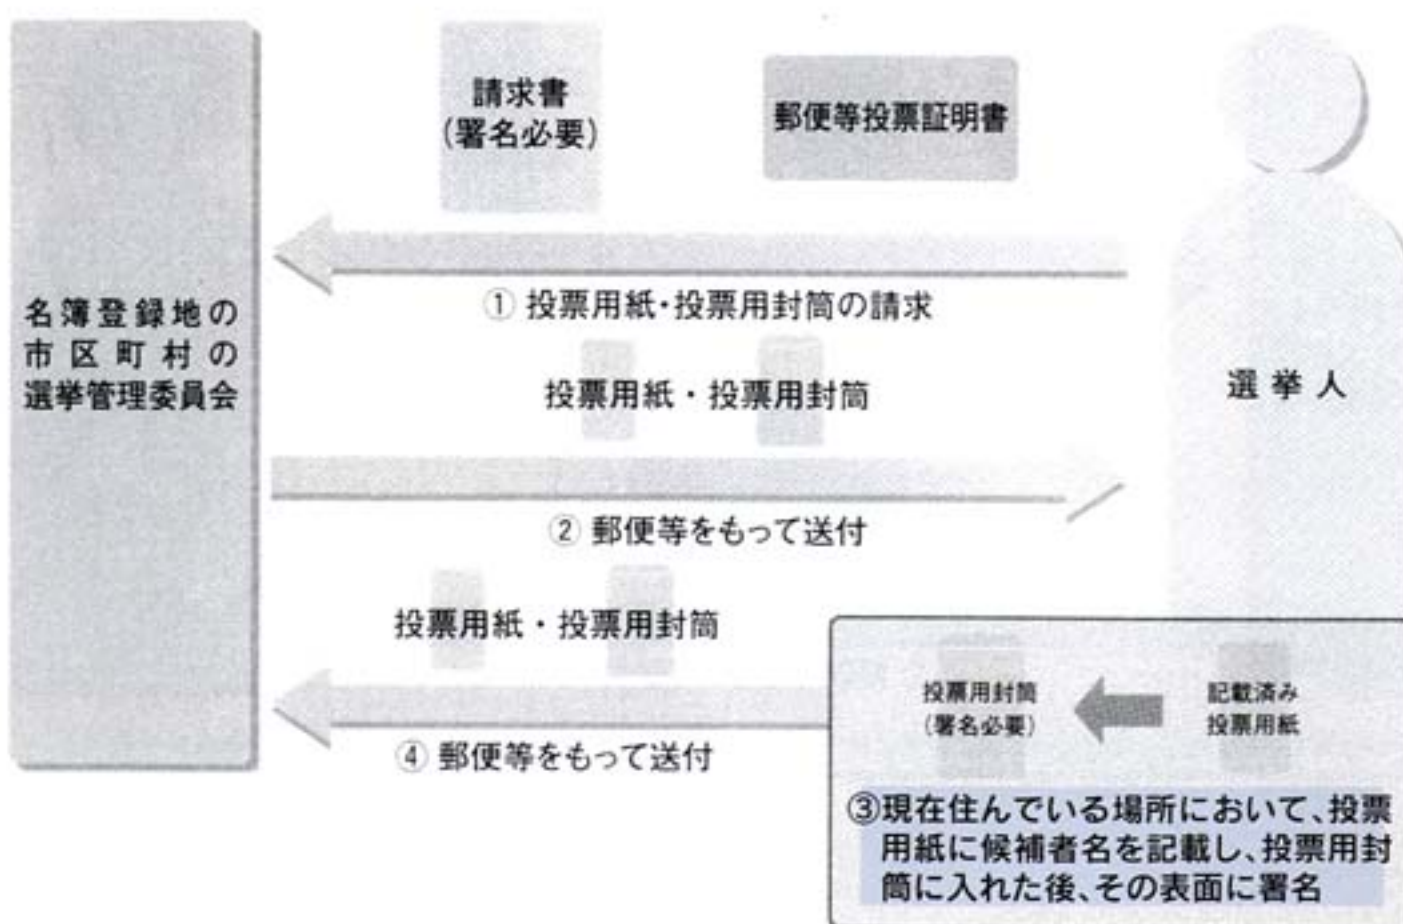 請求書
(署名必要)
郵便等投票証明書
① 投票用紙・投票用封筒の請求
名簿登録地の
市区町村の
選挙管理委員会
投票用紙・投票用封筒
選挙人
② 郵便等をもって送付
投票用紙・投票用封筒
投票用封筒
(署名必要)
記載済み
投票用紙
④ 郵便等をもって送付
③現在住んでいる場所において、投票
用紙に候補者名を記載し、投票用封
筒に入れた後、その表面に署名